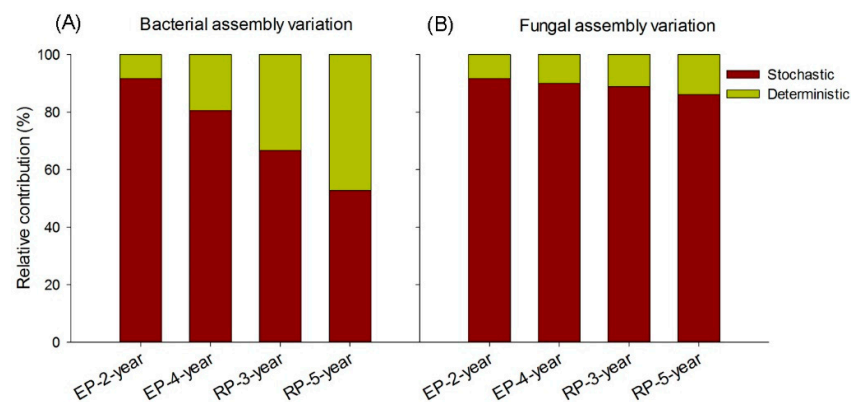 (A) Bacterial assembly variation (B) Fungal assembly variation
Stochastic
Deterministic
Relative contribution (%)
100
80
60
40
20
0
EP-2-year EP-4-year RP-3-year RP-5-year EP-2-year EP-4-year RP-3-year RP-5-year